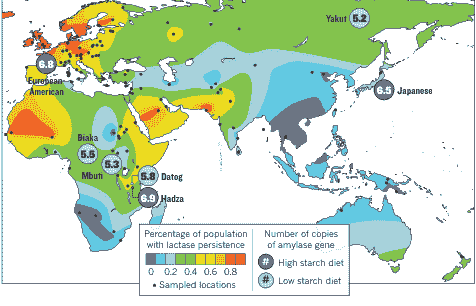 Yakut 5.2
6.8
European
American
6.5 Japanese
Biaka
5.5
5.3
Mbuti
5.8 Datog
6.9 Hadza
Percentage of population
with lactase persistence
0 0.2 0.4 0.6 0.8
• Sampled locations
Number of copies
of amylase gene
# High starch diet
# Low starch diet